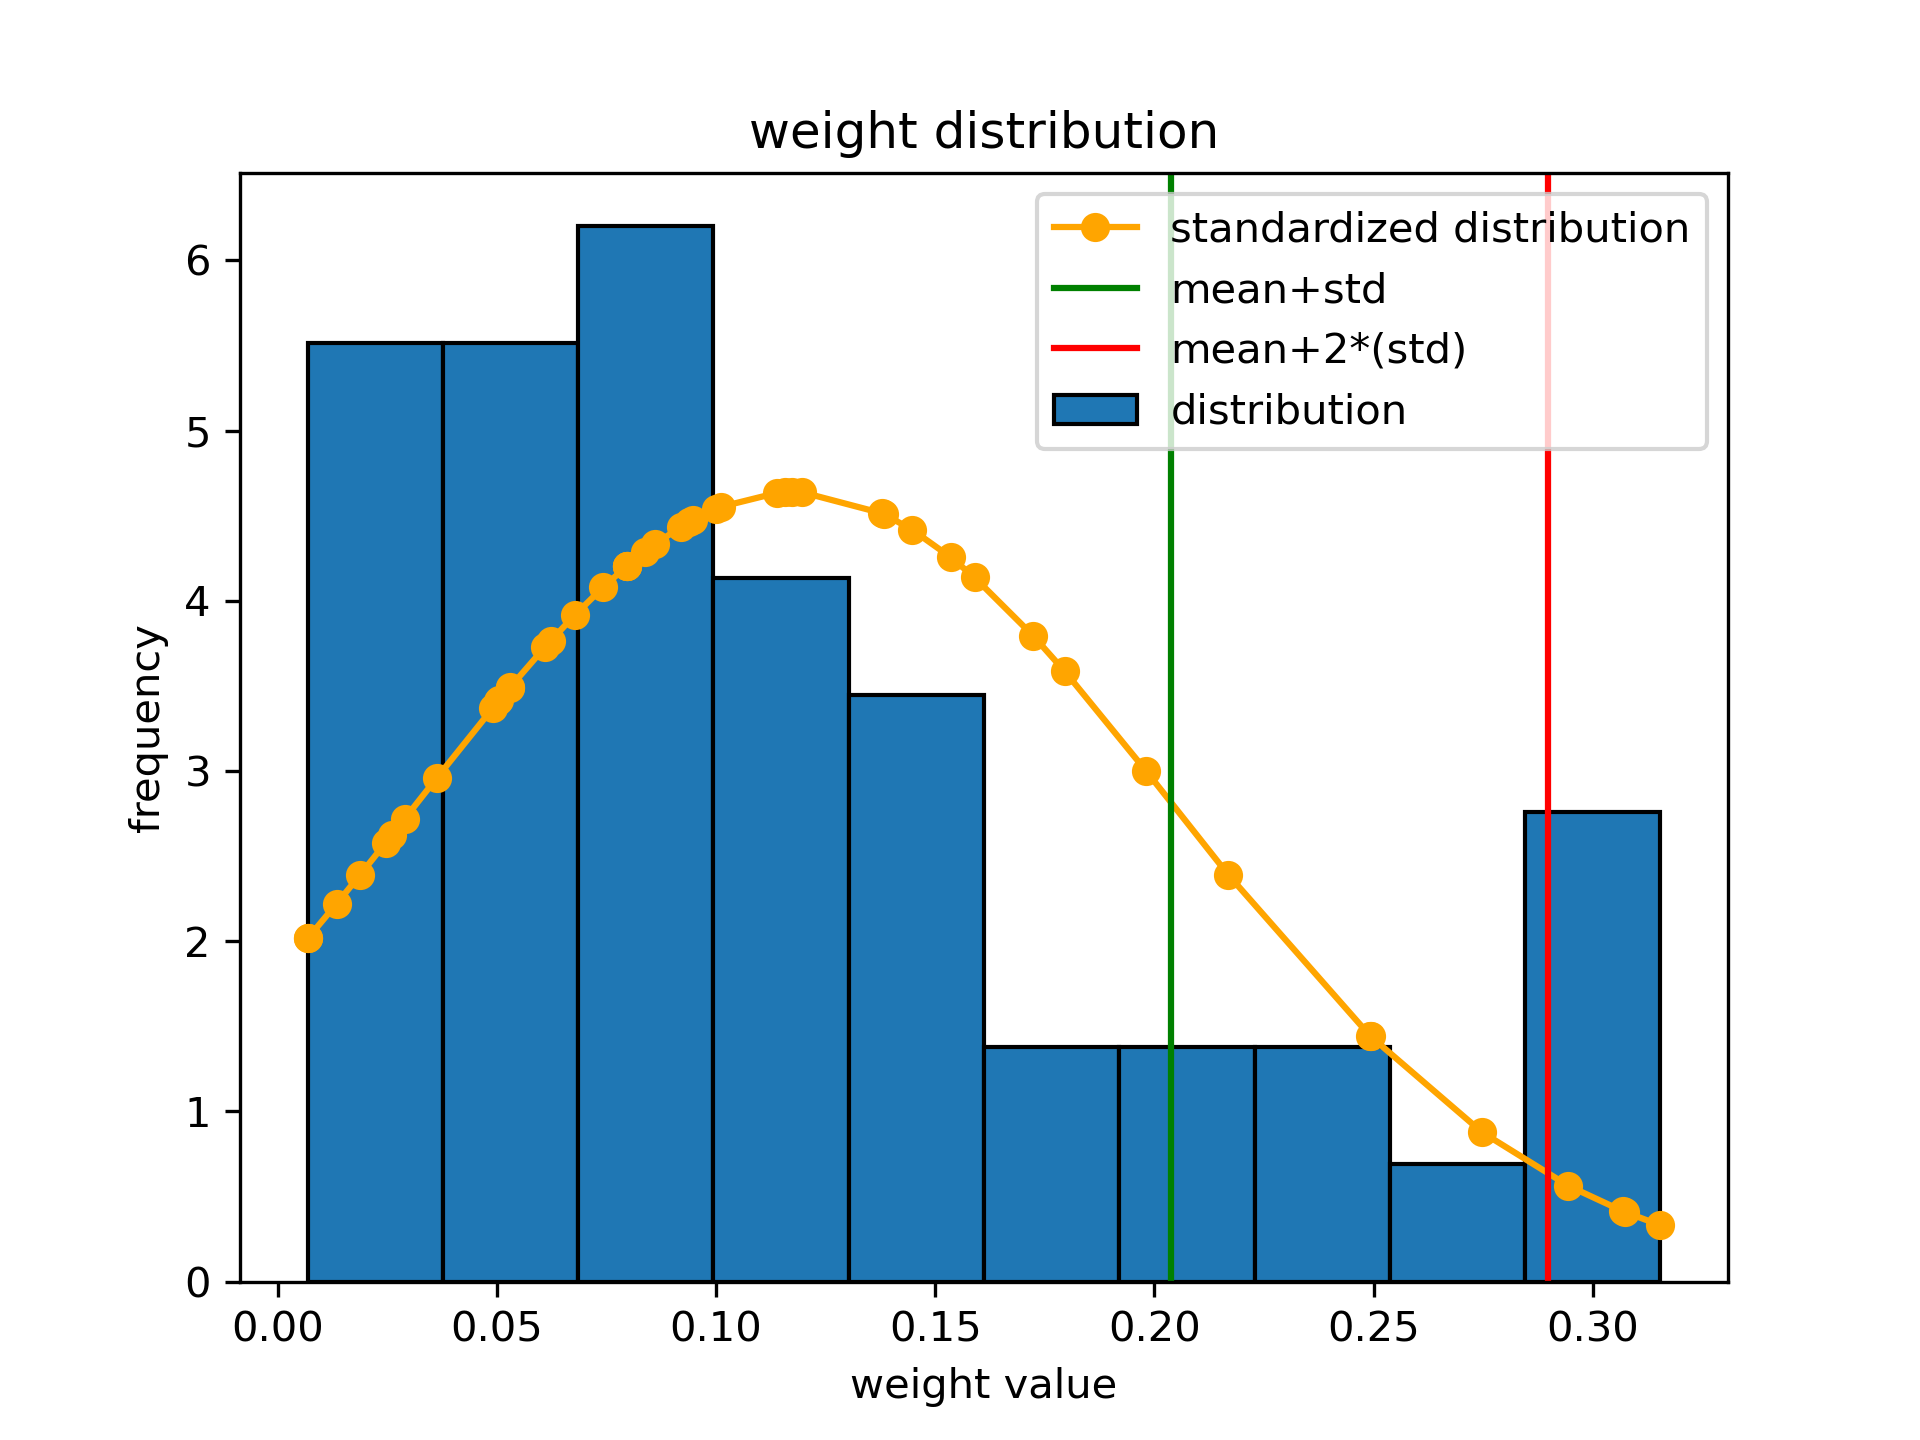 weight distribution
standardized distribution
mean+std
mean+2*(std)
distribution
frequency
6
5
4
3
2
1
0
0.00 0.05 0.10 0.15 0.20 0.25 0.30
weight value